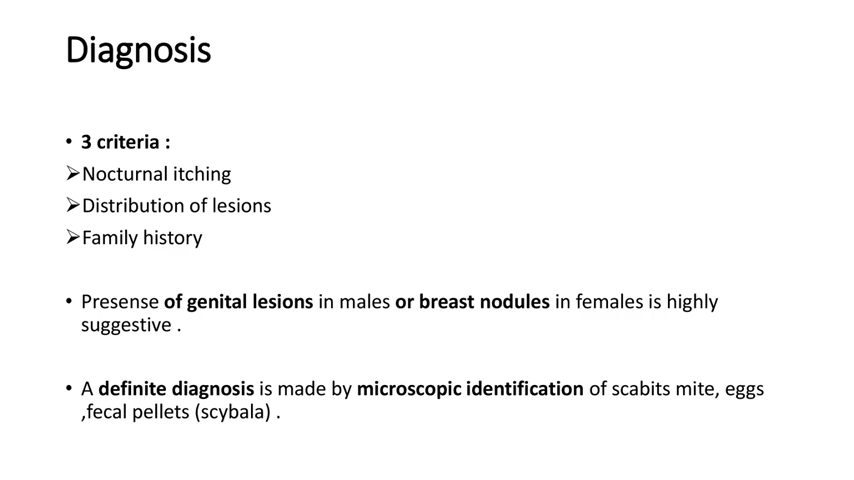 Diagnosis
• 3 criteria :
➢Nocturnal itching
➢Distribution of lesions
➢Family history
• Presense of genital lesions in males or breast nodules in females is highly
suggestive .
• A definite diagnosis is made by microscopic identification of scabits mite, eggs
,fecal pellets (scybala) .